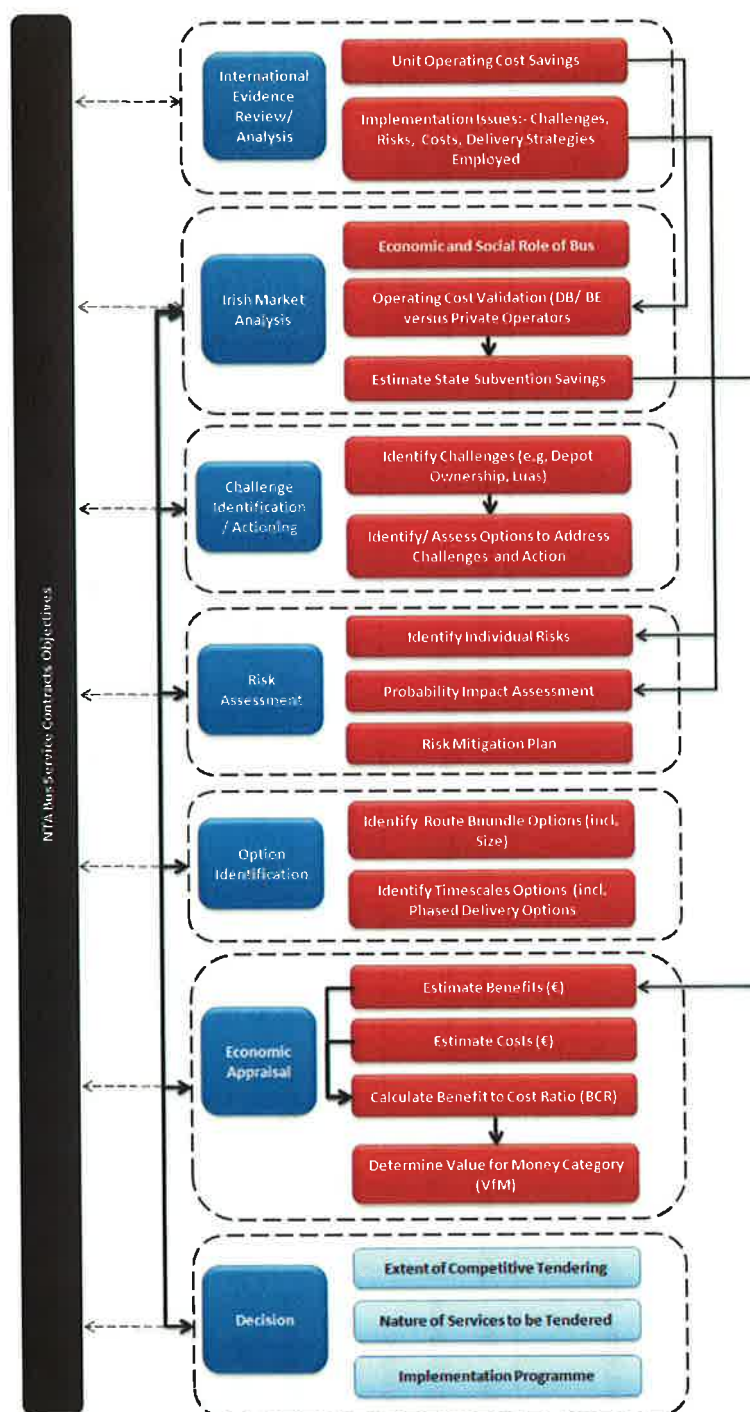 NTA Bus Service Contracts Objectives
International
Evidence
Review/
Analysis
Unit Operating Cost Savings
Implementation Issues:- Challenges,
Risks, Costs, Delivery Strategies
Employed
Irish Market
Analysis
Economic and Social Role of Bus
Operating Cost Validation (DB/ BE
versus Private Operators
Estimate State Subvention Savings
Challenge
Identification
/ Actioning
Identify Challenges (e.g, Depot
Ownership, Luas)
Identify/ Assess Options to Address
Challenges and Action
Risk
Assessment
Identify Individual Risks
Probability Impact Assessment
Risk Mitigation Plan
Option
Identification
Identify Route Buundle Options (incl,
Size)
Identify Timescales Options (incl,
Phased Delivery Options
Economic
Appraisal
Estimate Benefits (€)
Estimate Costs (€)
Calculate Benefit to Cost Ratio (BCR)
Determine Value for Money Category
(VfM)
Decision
Extent of Competitive Tendering
Nature of Services to be Tendered
Implementation Programme